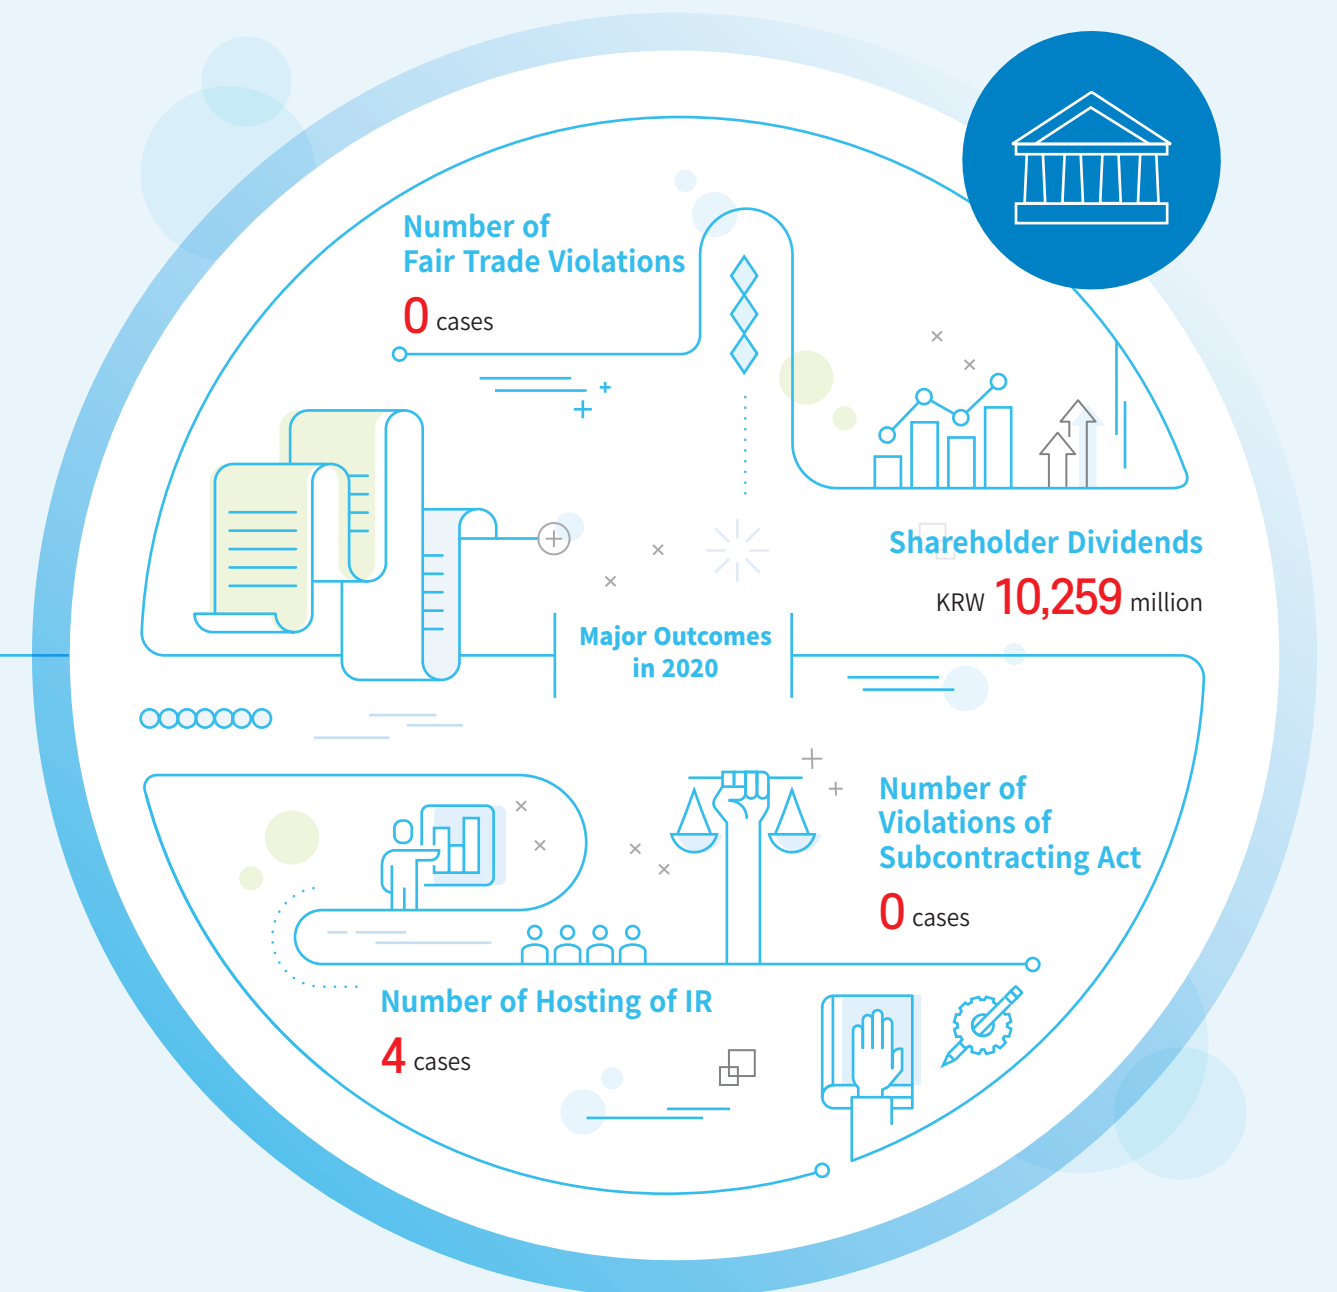 Number of
Fair Trade Violations
0 cases
Shareholder Dividends
KRW 10,259 million
Major Outcomes
in 2020
Number of
Violations of
Subcontracting Act
0 cases
Number of Hosting of IR
4 cases